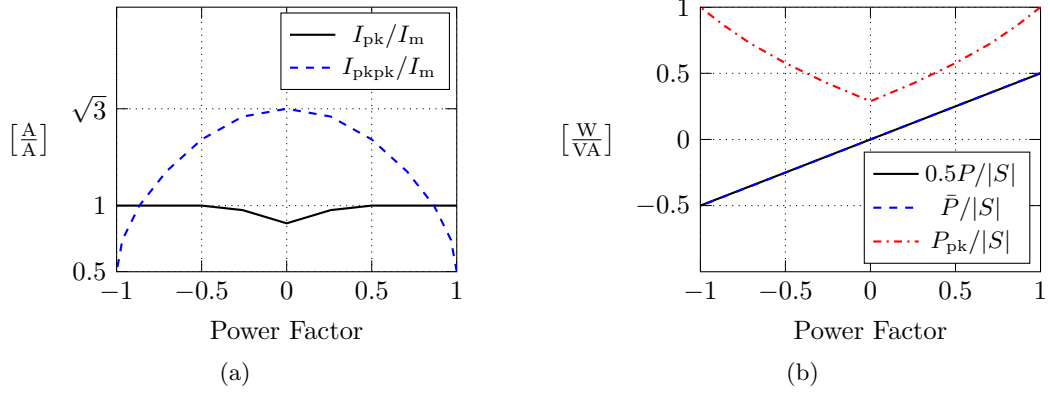 I_pk/I_m
I_pkpk/I_m
√3
1
0.5
[A/A]
−1 −0.5 0 0.5 1
Power Factor
(a)
1
0.5
0
−0.5
[W/VA]
0.5P/|S|
P̄/|S|
P_pk/|S|
−1 −0.5 0 0.5 1
Power Factor
(b)